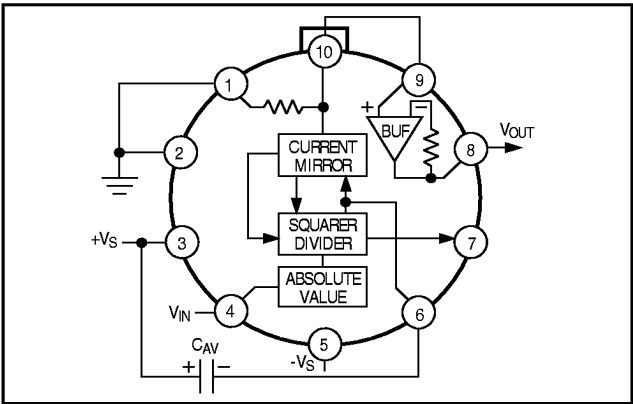 10
1
9
+ −
BUF
2
CURRENT
MIRROR
8
VOUT
+VS
3
SQUARER
DIVIDER
7
ABSOLUTE
VALUE
VIN
4
6
CAV
5
-VS
+ −